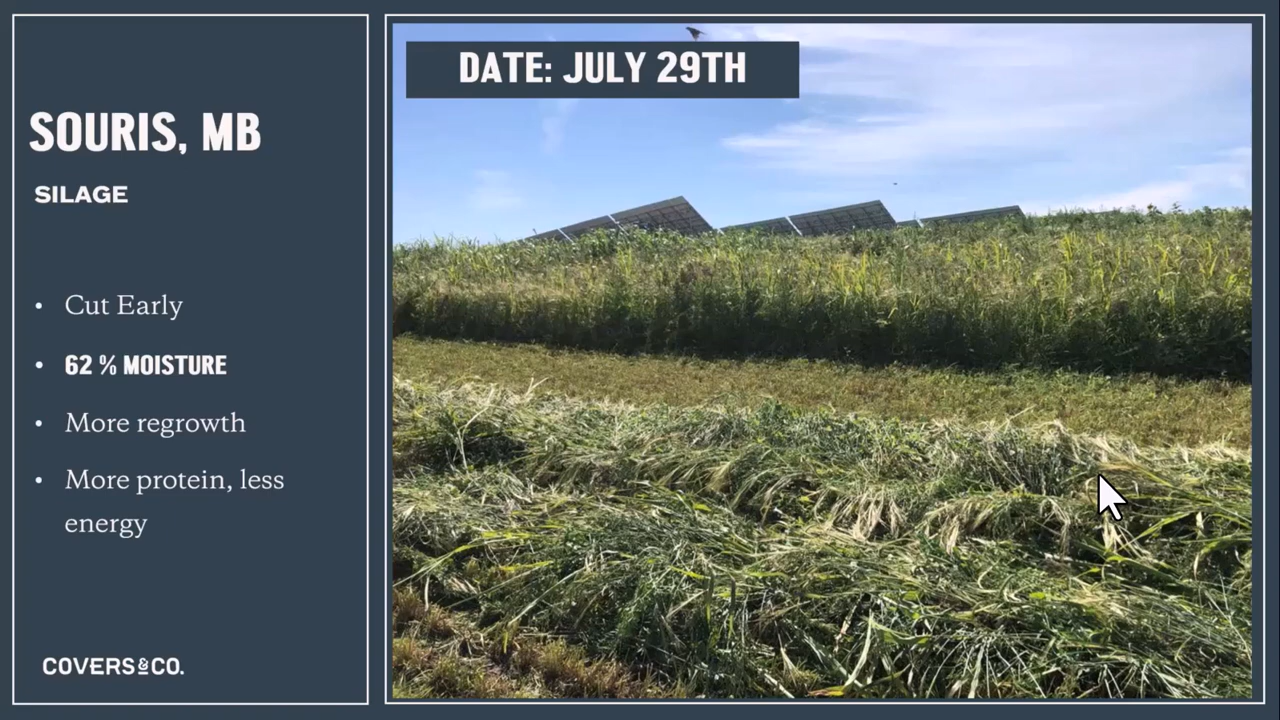 SOURIS, MB
SILAGE
• Cut Early
• 62 % MOISTURE
• More regrowth
• More protein, less
energy
COVERS&CO.
DATE: JULY 29TH